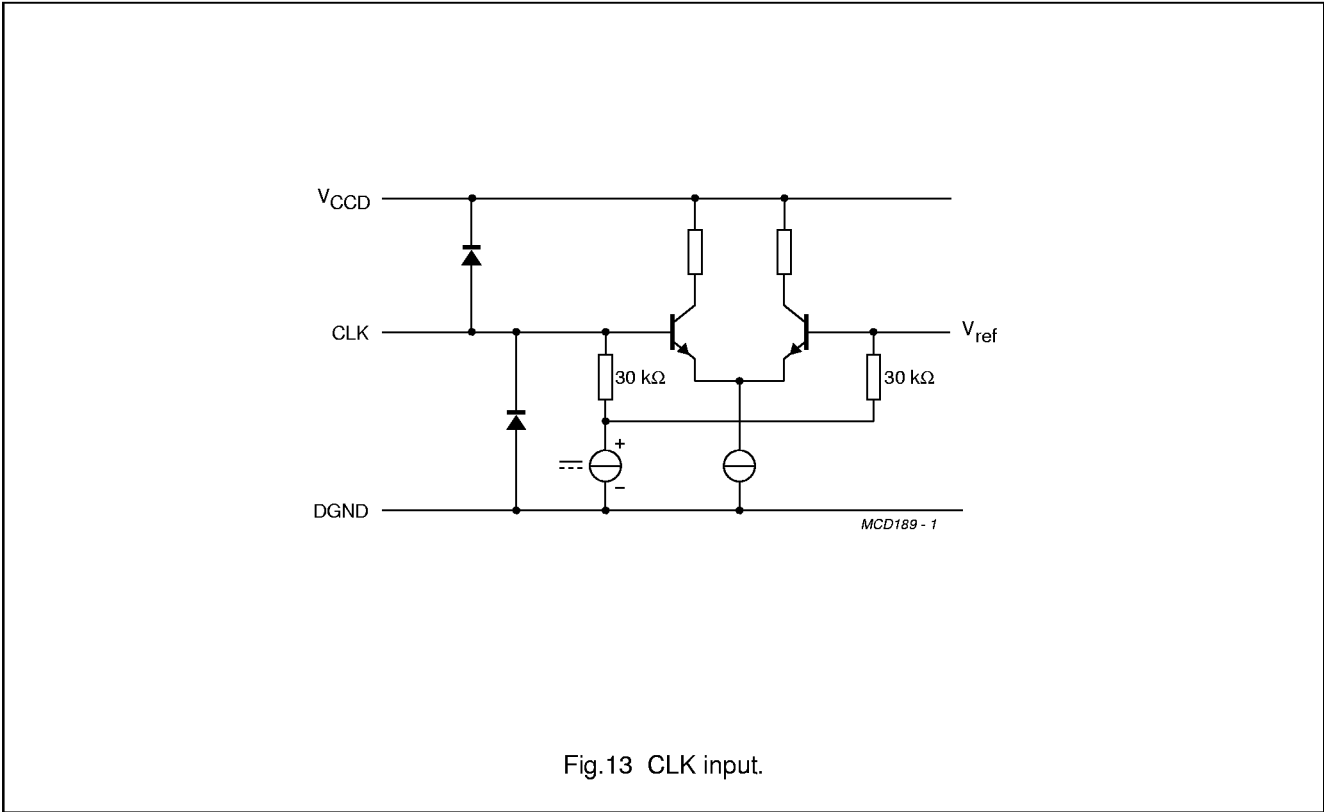 VCCD
CLK
Vref
30 kΩ
30 kΩ
+
−
DGND
MCD189 - 1
Fig.13 CLK input.